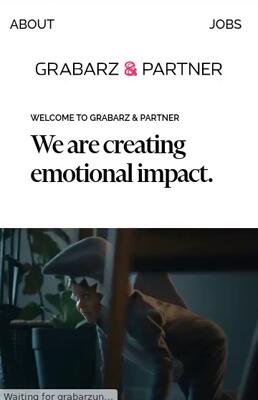 ABOUT JOBS
GRABARZ & PARTNER
WELCOME TO GRABARZ & PARTNER
We are creating
emotional impact.
Waiting for grabarzun...